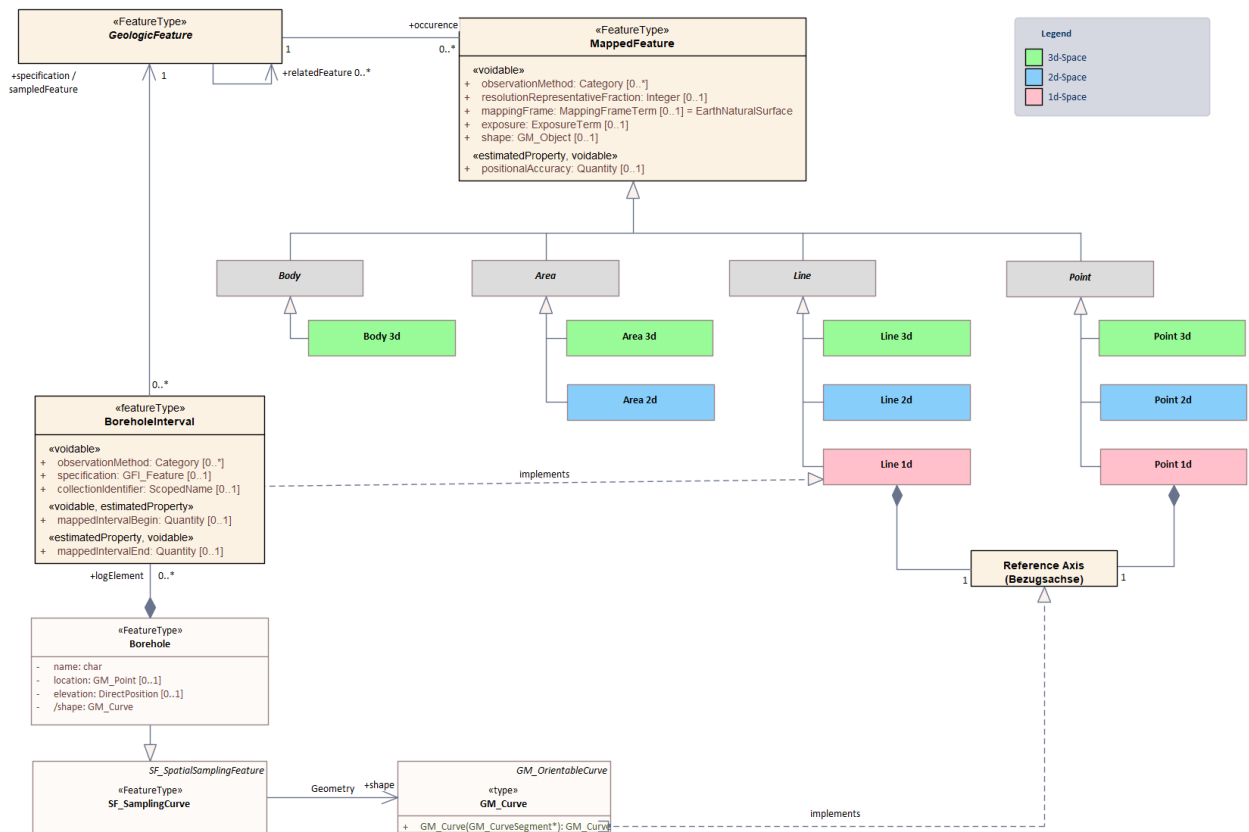 «FeatureType»
GeologicFeature
+occurence
1
0..*
+relatedFeature 0..*
+specification /
sampledFeature
1
«FeatureType»
MappedFeature
«voidable»
+ observationMethod: Category [0..*]
+ resolutionRepresentativeFraction: Integer [0..1]
+ mappingFrame: MappingFrameTerm [0..1] = EarthNaturalSurface
+ exposure: ExposureTerm [0..1]
+ shape: GM_Object [0..1]
«estimatedProperty, voidable»
+ positionalAccuracy: Quantity [0..1]
Legend
3d-Space
2d-Space
1d-Space
Body
Area
Line
Point
Body 3d
Area 3d
Line 3d
Point 3d
Area 2d
Line 2d
Point 2d
Line 1d
Point 1d
0..*
«featureType»
BoreholeInterval
«voidable»
+ observationMethod: Category [0..*]
+ specification: GFI_Feature [0..1]
+ collectionIdentifier: ScopedName [0..1]
«voidable, estimatedProperty»
+ mappedIntervalBegin: Quantity [0..1]
«estimatedProperty, voidable»
+ mappedIntervalEnd: Quantity [0..1]
implements
Reference Axis
(Bezugsachse)
1
1
+logElement
0..*
«FeatureType»
Borehole
- name: char
- location: GM_Point [0..1]
- elevation: DirectPosition [0..1]
- /shape: GM_Curve
SF_SpatialSamplingFeature
«FeatureType»
SF_SamplingCurve
Geometry
+shape
GM_OrientableCurve
«type»
GM_Curve
+ GM_Curve(GM_CurveSegment*): GM_Curve
implements